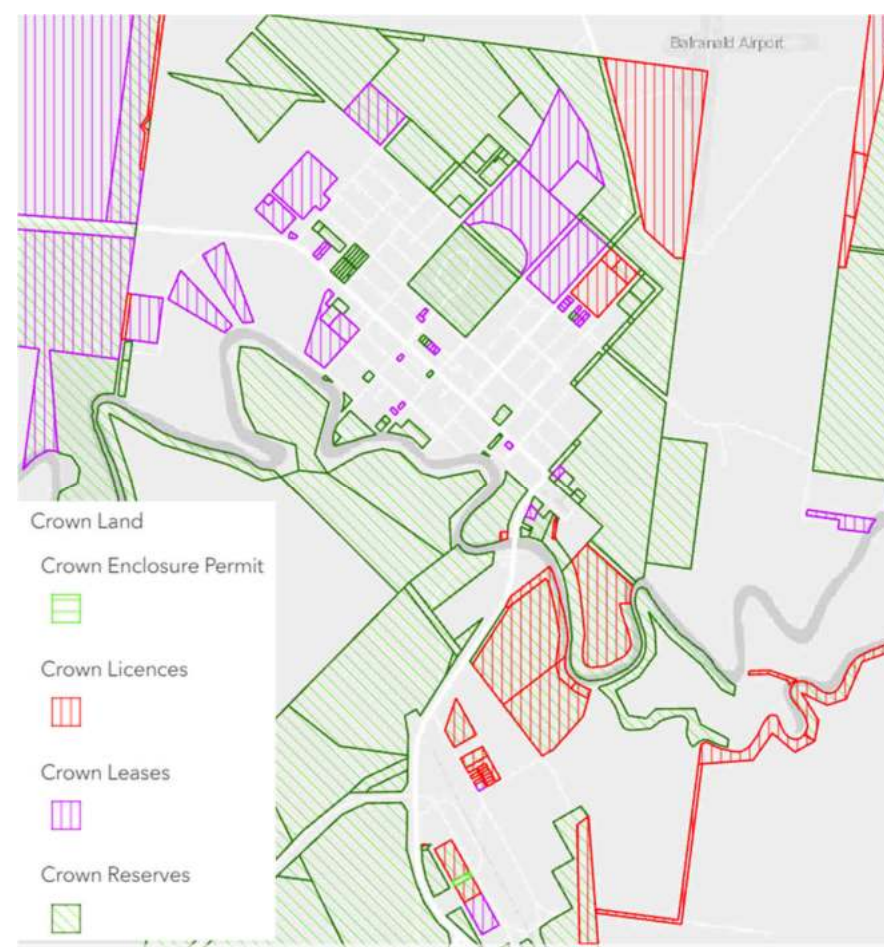 Balranald Airport
Crown Land
Crown Enclosure Permit
Crown Licences
Crown Leases
Crown Reserves